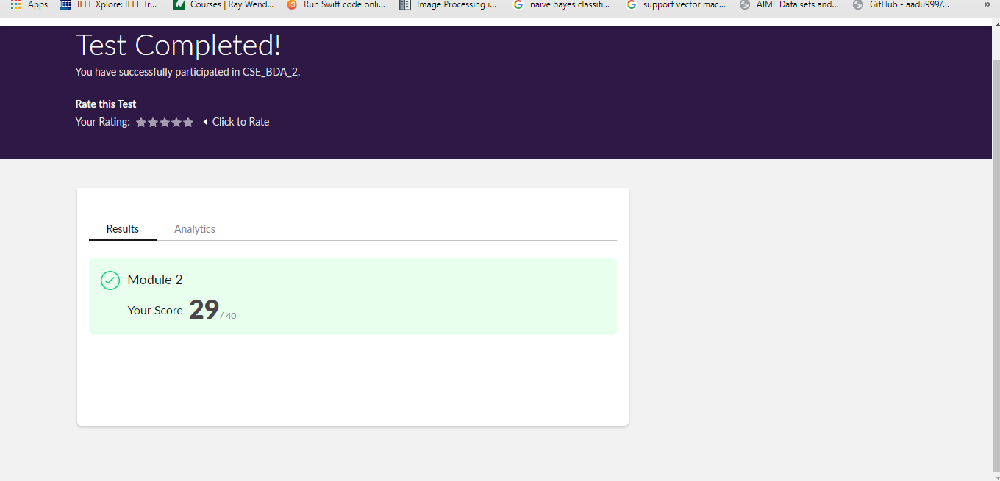 Apps IEEE Xplore: IEEE Tr... Courses | Ray Wend... iS Run Swift code onli... Image Processing i... naive bayes classifi... support vector mac... AIML Data sets and... GitHub - aadu999/... »
Test Completed!
You have successfully participated in CSE_BDA_2.
Rate this Test
Your Rating: Click to Rate
Results Analytics
Module 2
Your Score 29 / 40